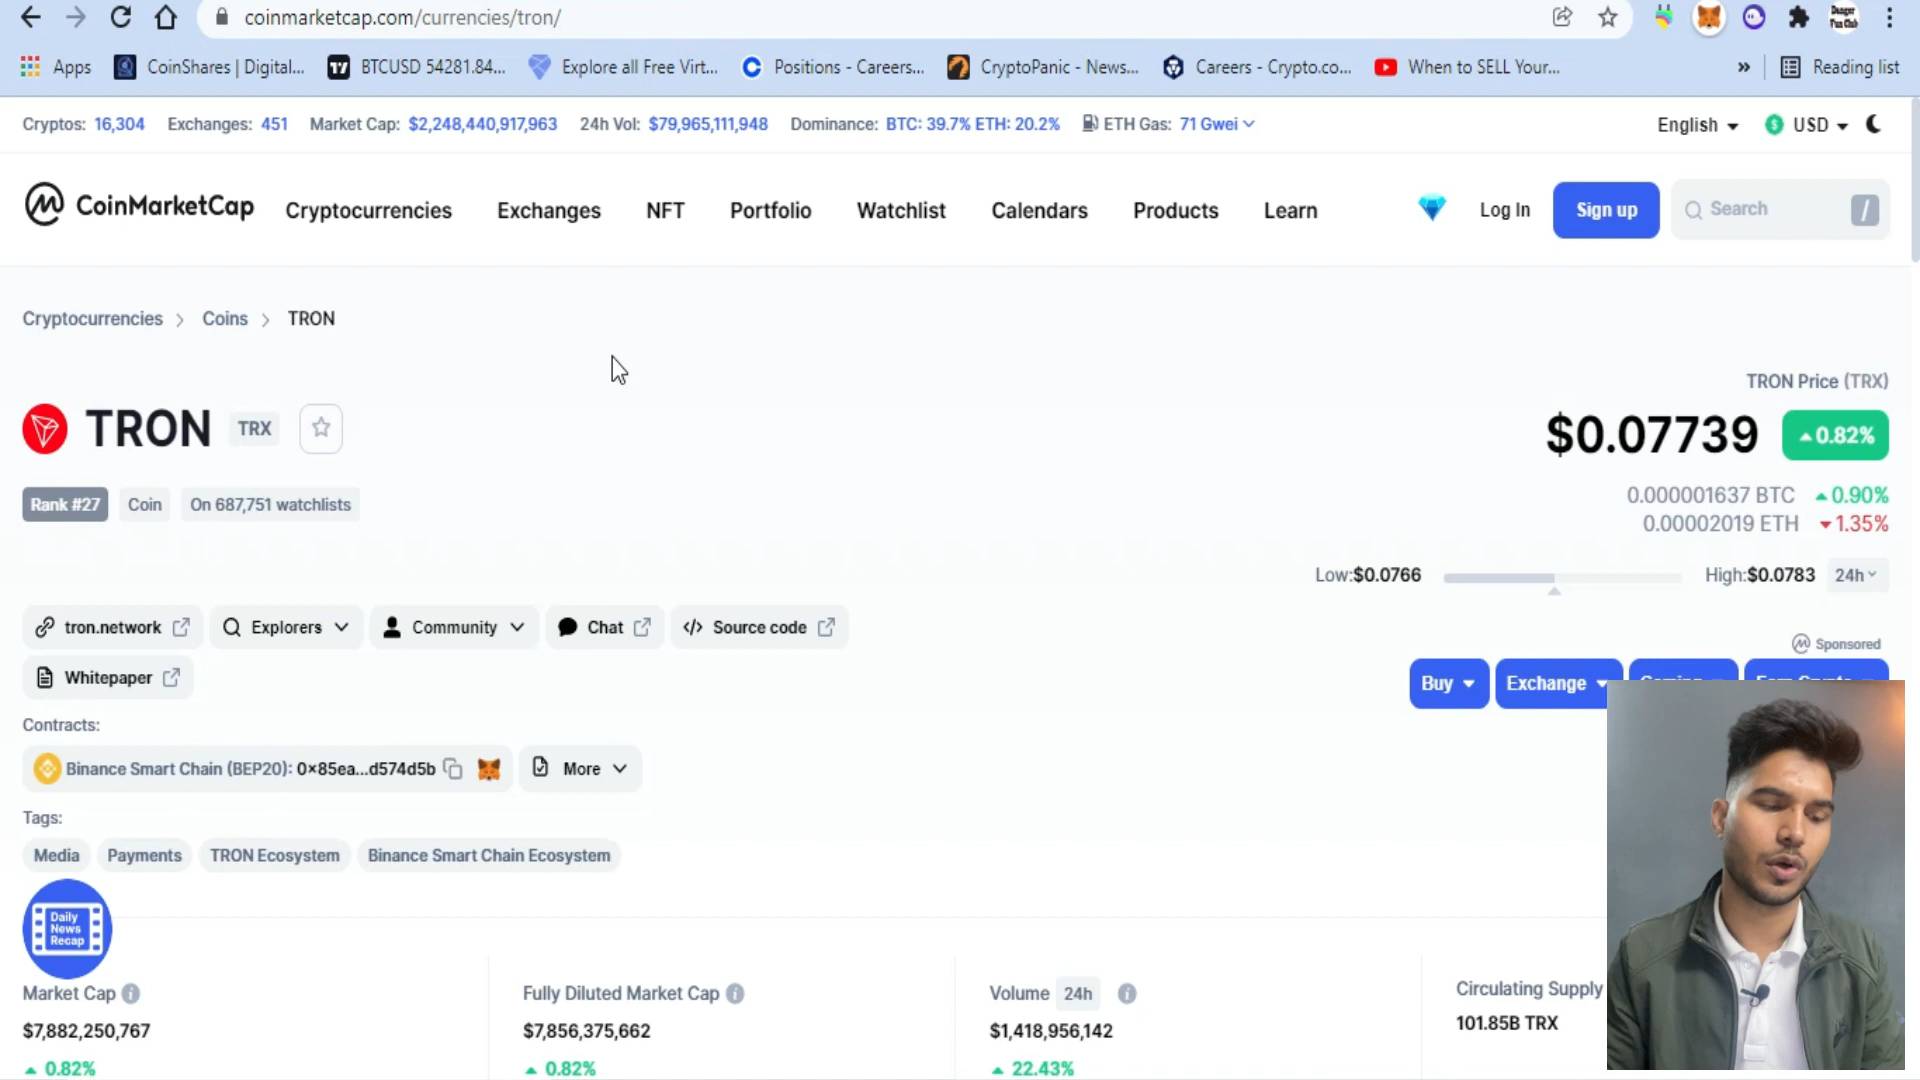 coinmarketcap.com/currencies/tron/
Danger
Fun Club
Apps
CoinShares | Digital...
BTCUSD 54281.84...
Explore all Free Virt...
Positions - Careers...
CryptoPanic - News...
Careers - Crypto.co...
When to SELL Your...
»
Reading list
Cryptos: 16,304
Exchanges: 451
Market Cap: $2,248,440,917,963
24h Vol: $79,965,111,948
Dominance: BTC: 39.7% ETH: 20.2%
ETH Gas: 71 Gwei
English
USD
CoinMarketCap
Cryptocurrencies
Exchanges
NFT
Portfolio
Watchlist
Calendars
Products
Learn
Log In
Sign up
Search
/
Cryptocurrencies > Coins > TRON
TRON Price (TRX)
TRON
TRX
$0.07739
0.82%
Rank #27
Coin
On 687,751 watchlists
0.000001637 BTC
0.90%
0.00002019 ETH
1.35%
Low:$0.0766
High:$0.0783
24h
tron.network
Explorers
Community
Chat
</> Source code
Sponsored
Whitepaper
Buy
Exchange
Contracts:
Binance Smart Chain (BEP20): 0x85ea...d574d5b
More
Tags:
Media
Payments
TRON Ecosystem
Binance Smart Chain Ecosystem
Daily
News
Recap
Market Cap
Fully Diluted Market Cap
Volume 24h
Circulating Supply
$7,882,250,767
$7,856,375,662
$1,418,956,142
101.85B TRX
0.82%
0.82%
22.43%